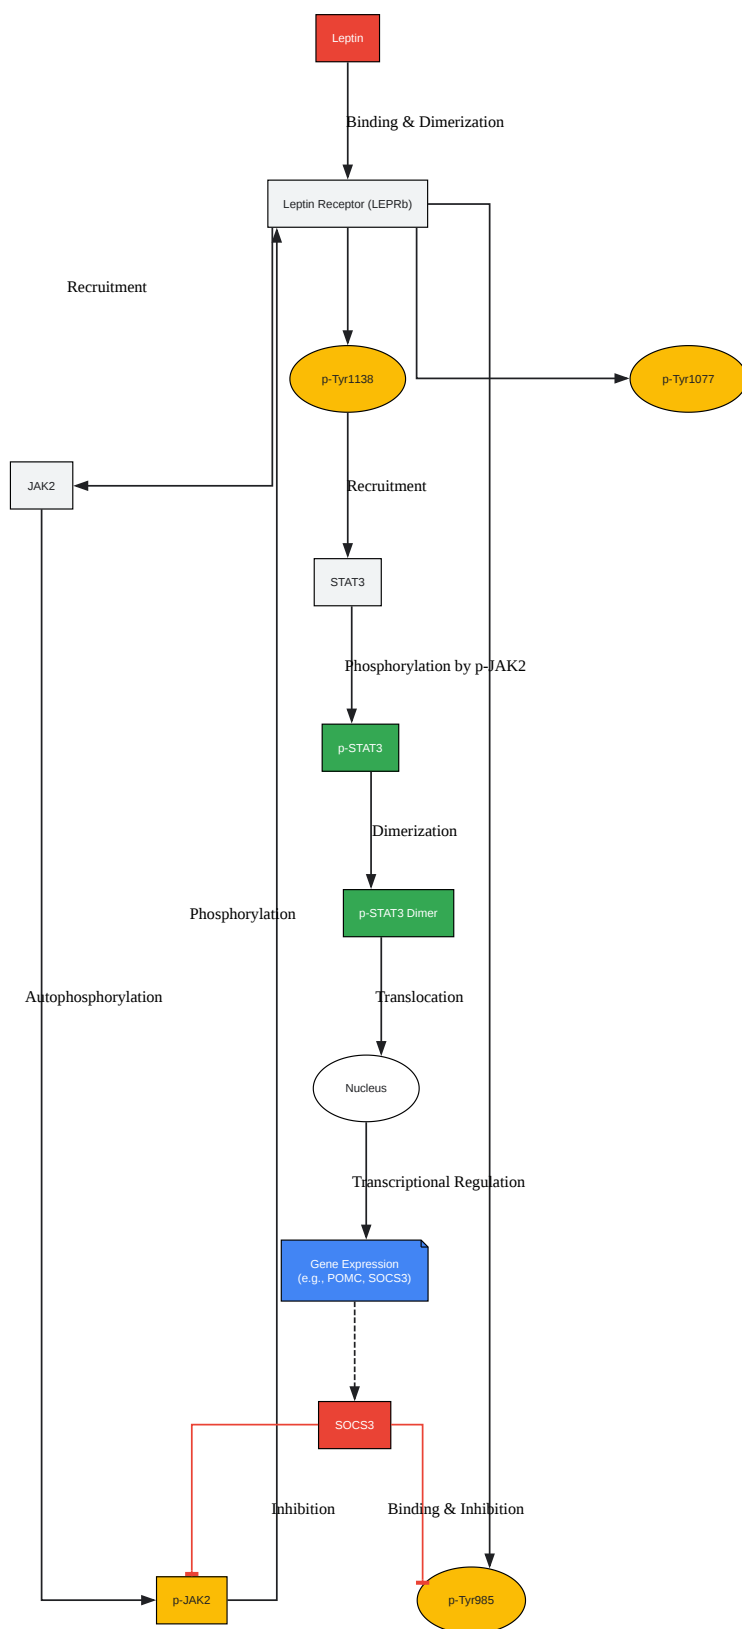 Leptin
Binding & Dimerization
Leptin Receptor (LEPRb)
Recruitment
p-Tyr1138
p-Tyr1077
JAK2
Recruitment
STAT3
Phosphorylation by p-JAK2
p-STAT3
Dimerization
Phosphorylation
p-STAT3 Dimer
Autophosphorylation
Translocation
Nucleus
Transcriptional Regulation
Gene Expression
(e.g., POMC, SOCS3)
SOCS3
Inhibition
Binding & Inhibition
p-JAK2
p-Tyr985